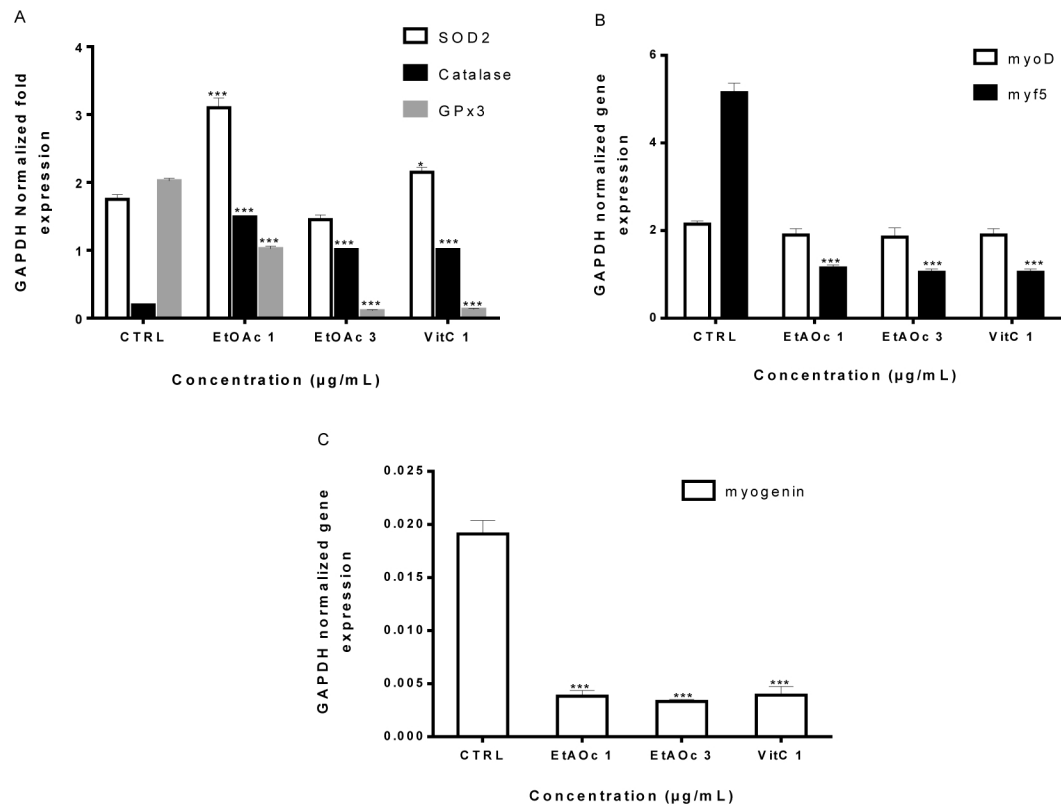 A
SOD2
Catalase
GPx3
GAPDH Normalized fold
expression
4
3
2
1
0
***
***
***
***
***
*
***
***
CTRL
EtOAc 1
EtOAc 3
VitC 1
Concentration (µg/mL)
B
myoD
myf5
GAPDH normalized gene
expression
6
4
2
0
***
***
***
CTRL
EtAOc 1
EtAOc 3
VitC 1
Concentration (µg/mL)
C
myogenin
GAPDH normalized gene
expression
0.025
0.020
0.015
0.010
0.005
0.000
***
***
***
CTRL
EtAOc 1
EtAOc 3
VitC 1
Concentration (µg/mL)